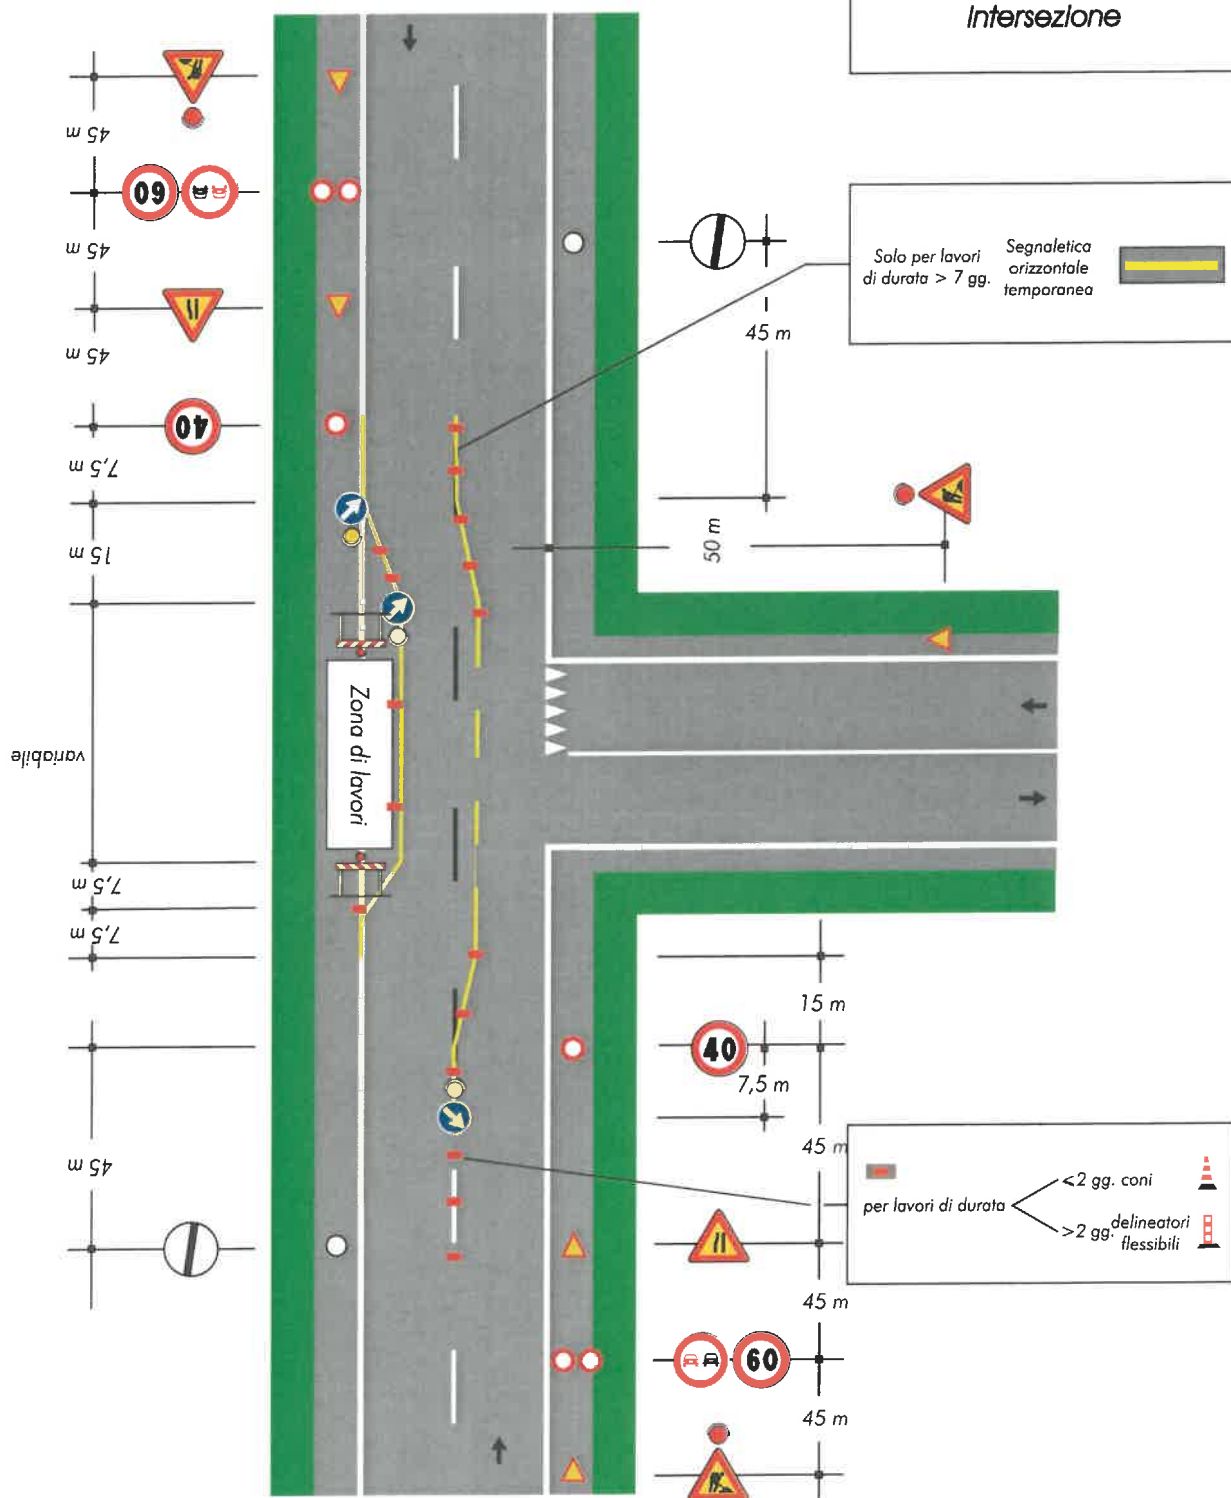 Intersezione
45 m
60
45 m
45 m
40
7,5 m
15 m
variabile
7,5 m
7,5 m
45 m
Zona di lavori
Solo per lavori
di durata > 7 gg.
Segnaletica
orizzontale
temporanea
45 m
50 m
15 m
40
7,5 m
45 m
per lavori di durata
<2 gg. coni
>2 gg. delineatori
flessibili
45 m
60
45 m